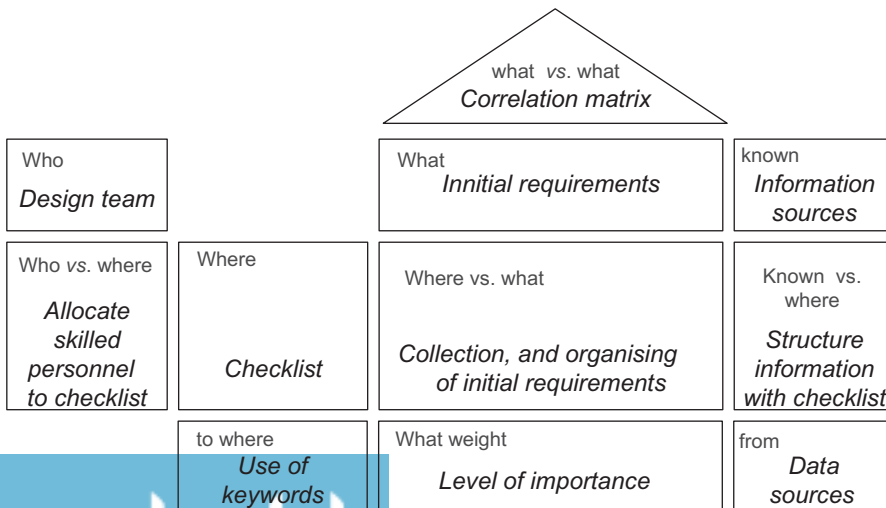 what vs. what
Correlation matrix
Who
Design team
What
Innitial requirements
known
Information
sources
Who vs. where
Allocate
skilled
personnel
to checklist
Where
Checklist
Where vs. what
Collection, and organising
of initial requirements
Known vs.
where
Structure
information
with checklist
to where
Use of
keywords
What weight
Level of importance
from
Data
sources